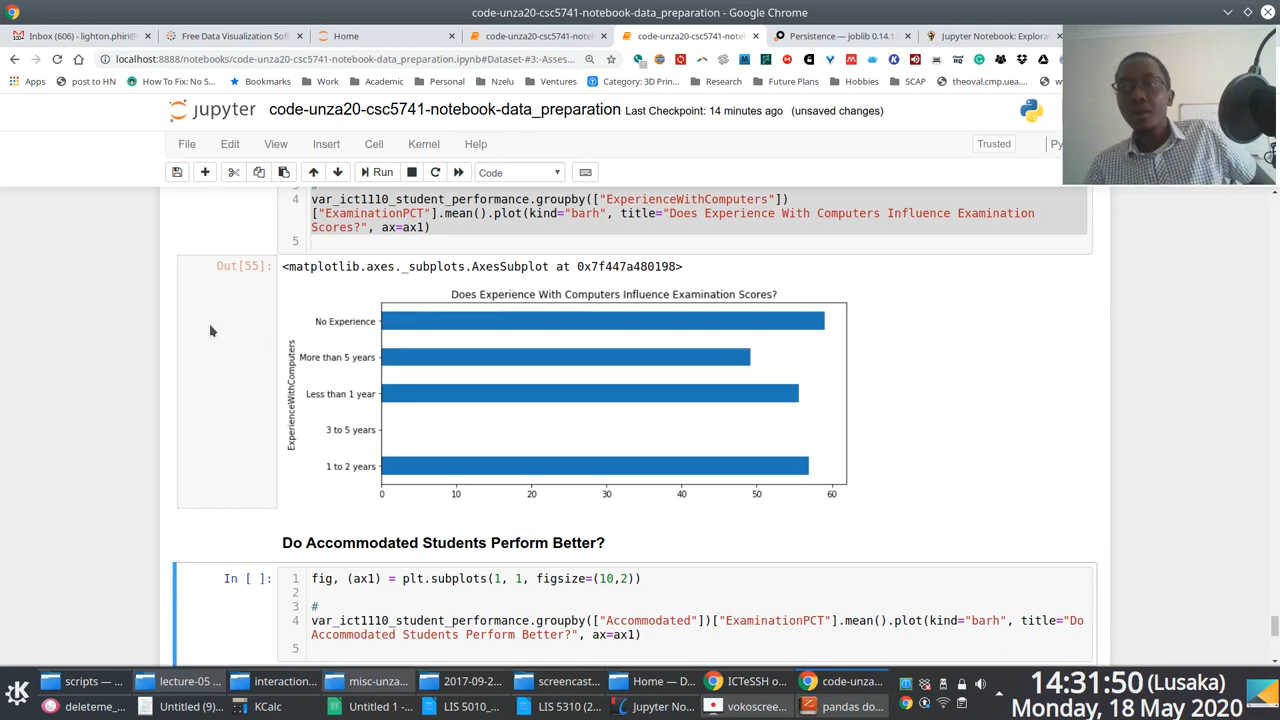 code-unza20-csc5741-notebook-data_preparation - Google Chrome
Inbox (606) - lighton.phiri@
Free Data Visualization Soft
Home
code-unza20-csc5741-notebo
code-unza20-csc5741-notebo
Persistence — joblib 0.14.1
Jupyter Notebook: Explora
localhost:8888/notebooks/code-unza20-csc5741-notebook-data_preparation.ipynb#Dataset-#3:-Asses...
Apps
post to HN
How To Fix: No S...
Bookmarks
Work
Academic
Personal
Nzelu
Ventures
Category:3D Prin...
Research
Future Plans
Hobbies
SCAP
theoval.cmp.uea....
w
jupyter code-unza20-csc5741-notebook-data_preparation Last Checkpoint: 14 minutes ago (unsaved changes)
File Edit View Insert Cell Kernel Help Trusted Py
Run Code
3 #
4 var_ict1110_student_performance.groupby(["ExperienceWithComputers"])
["ExaminationPCT"].mean().plot(kind="barh", title="Does Experience With Computers Influence Examination
Scores?", ax=ax1)
5
Out[55]: <matplotlib.axes._subplots.AxesSubplot at 0x7f447a480198>
Does Experience With Computers Influence Examination Scores?
ExperienceWithComputers
No Experience
More than 5 years
Less than 1 year
3 to 5 years
1 to 2 years
0 10 20 30 40 50 60
Do Accommodated Students Perform Better?
In [ ]: 1 fig, (ax1) = plt.subplots(1, 1, figsize=(10,2))
2
3 #
4 var_ict1110_student_performance.groupby(["Accommodated"])["ExaminationPCT"].mean().plot(kind="barh", title="Do
Accommodated Students Perform Better?", ax=ax1)
5
scripts — ...
lecture-05 ...
interaction...
misc-unza...
2017-09-2...
screencast...
Home — D...
ICTeSSH o...
code-unza...
14:31:50 (Lusaka)
deleteme_...
Untitled (9)...
KCalc
Untitled 1 -...
LIS 5010_...
LIS 5310 (2...
Jupyter No...
vokoscree...
pandas do...
Monday, 18 May 2020